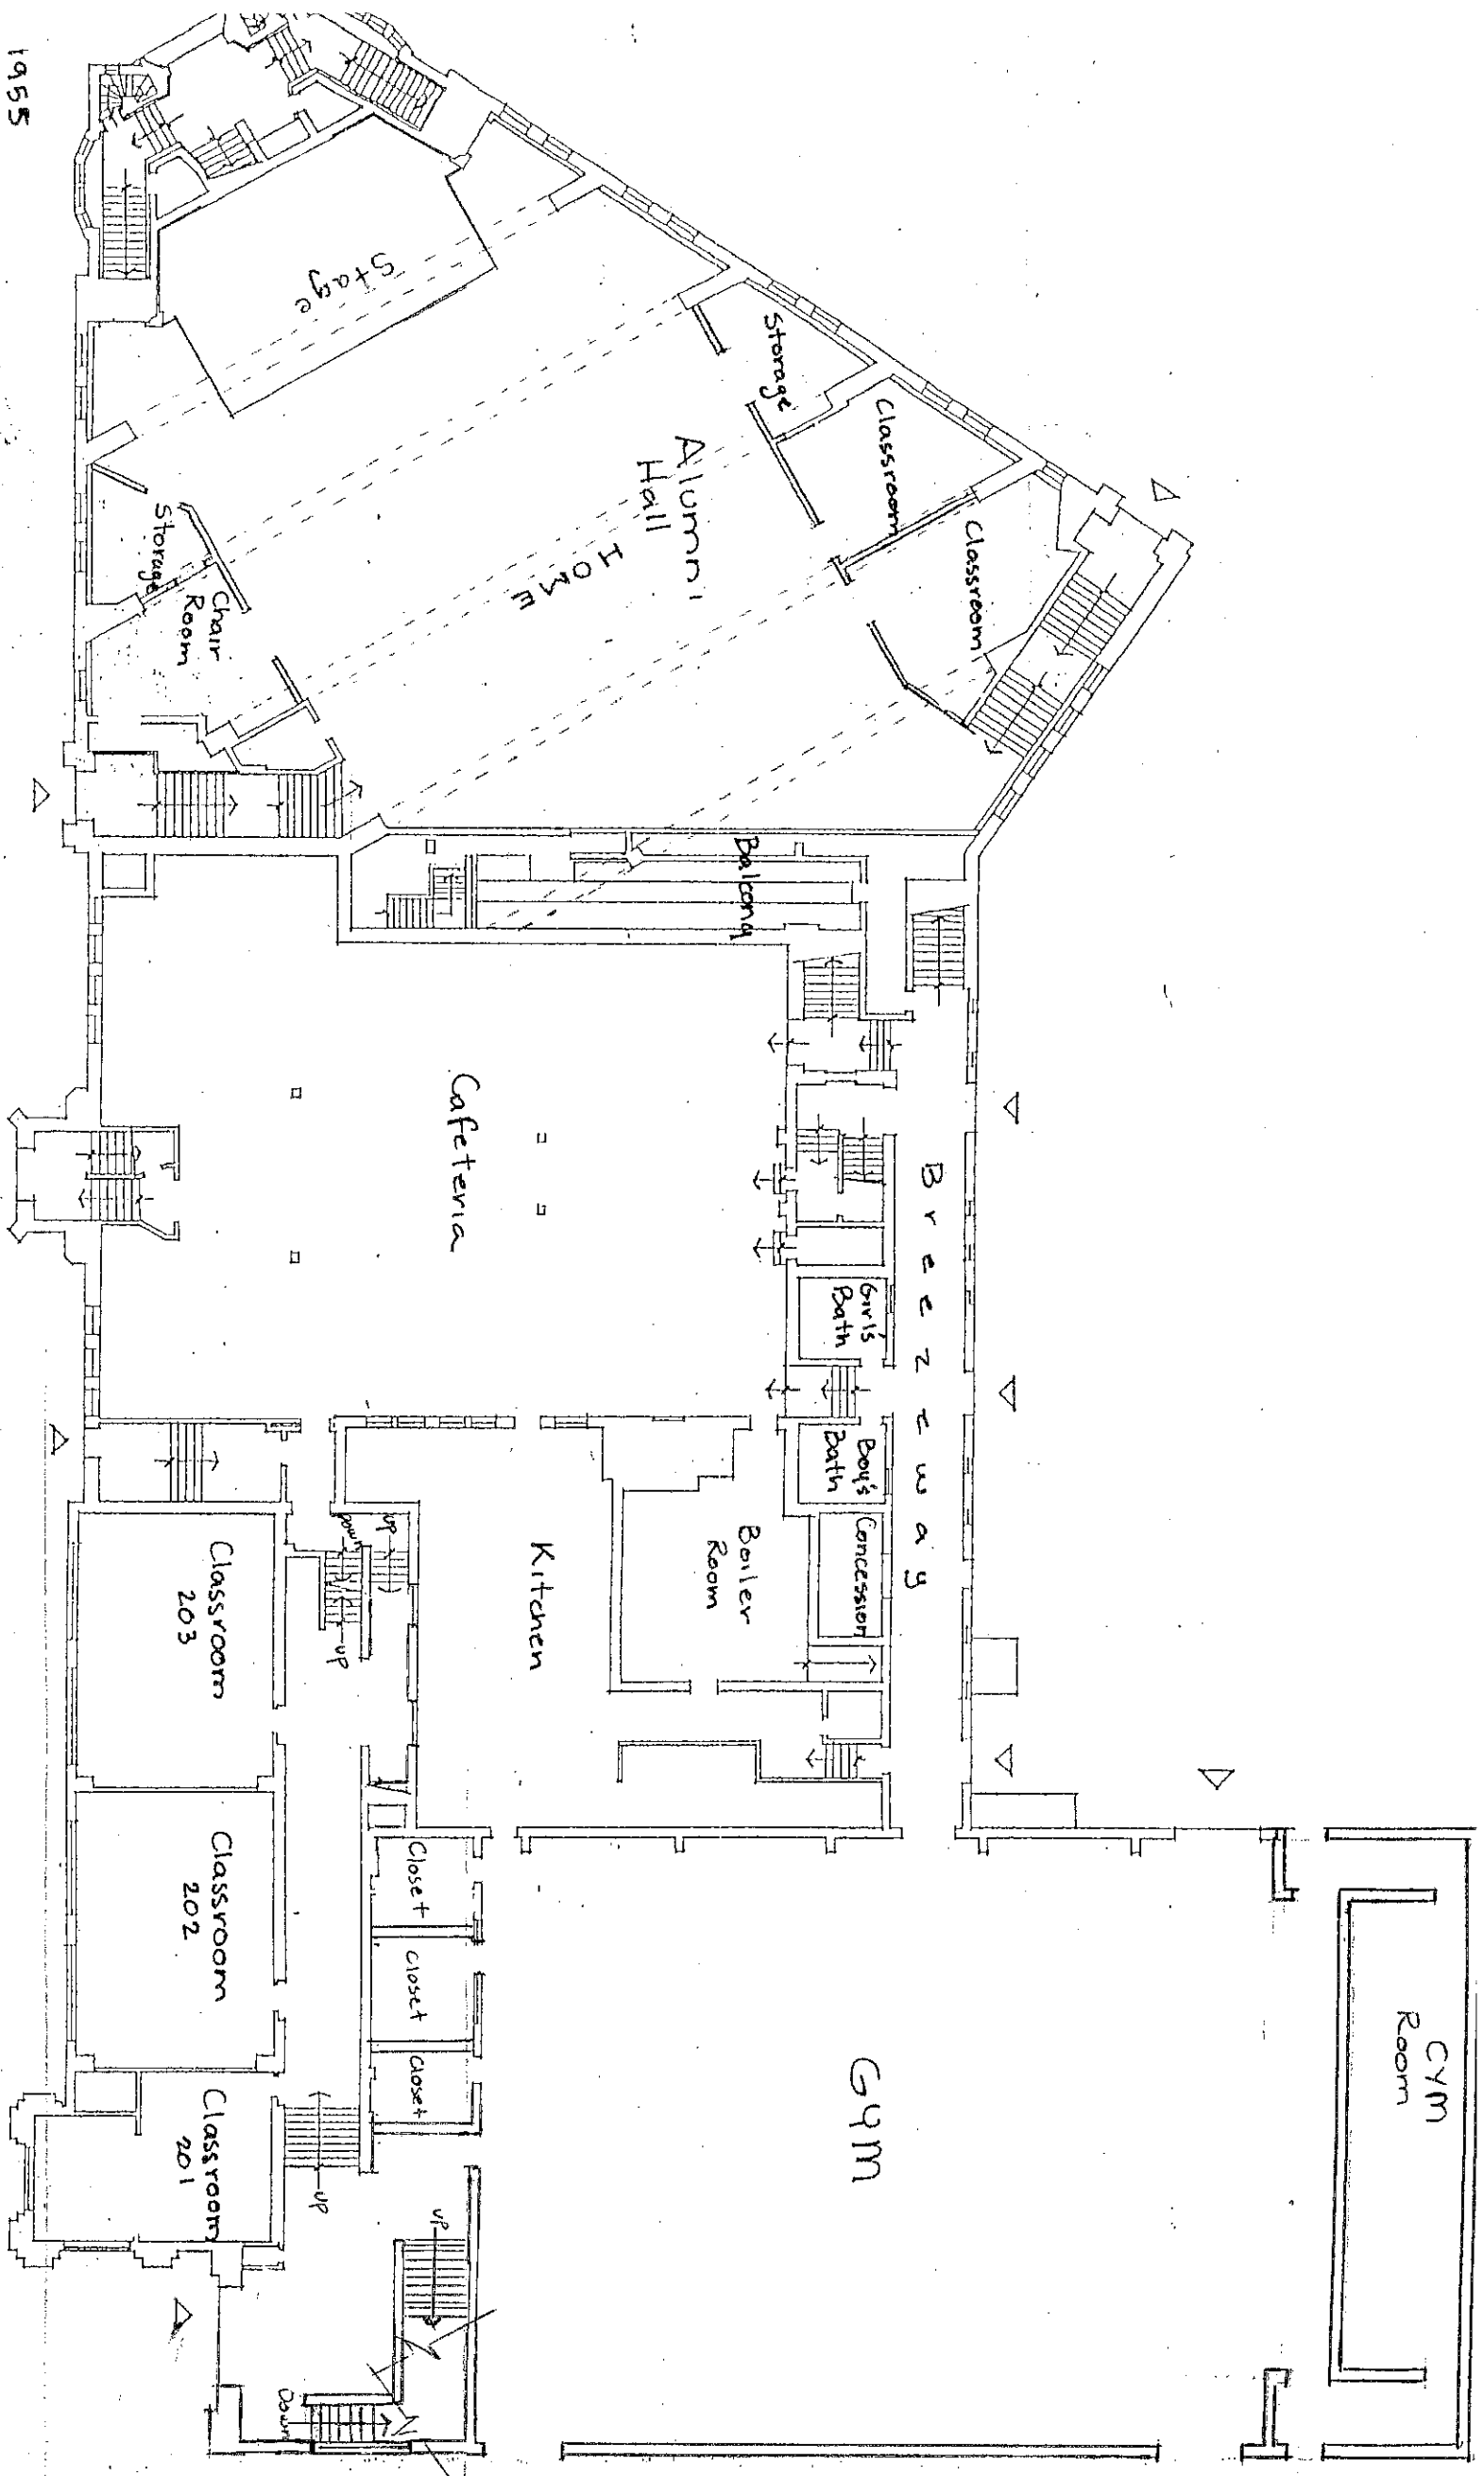 1955
Stage
Storage
Classroom
Classroom
Alumni
Hall
HOME
Storage
Chair
Room
Balcony
Cafeteria
Breezeway
Girl's
Bath
Boy's
Bath
Concession
Boiler
Room
Kitchen
up
Down
up
Classroom
203
Classroom
202
Classroom
201
Closet
Closet
Closet
up
up
Down
GYM
CYM
Room